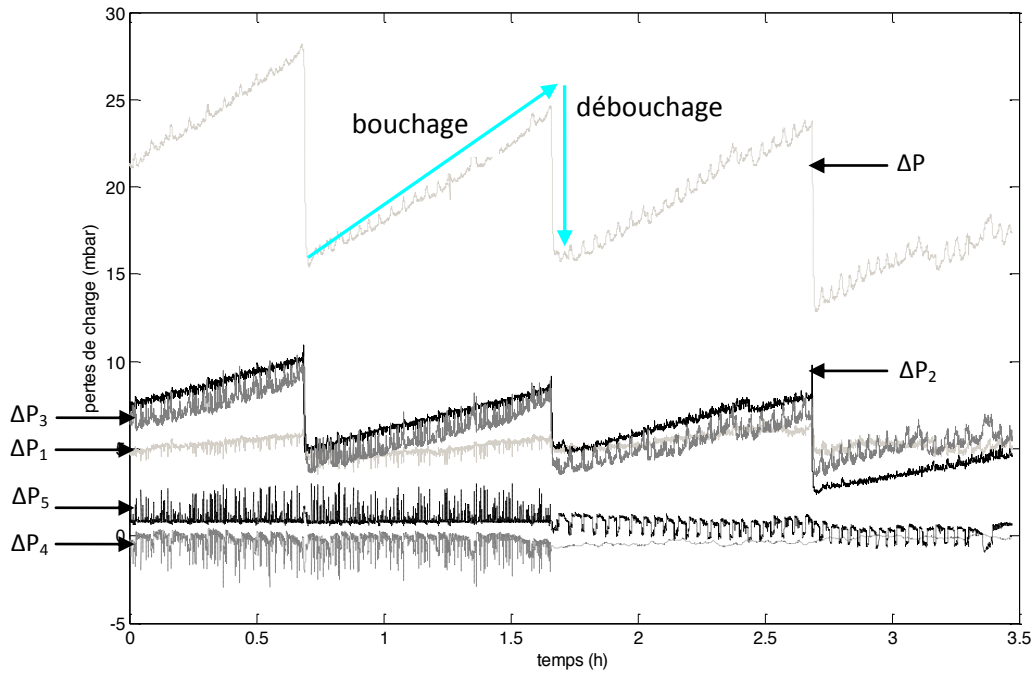 30
25
20
15
10
5
0
-5
pertes de charge (mbar)
bouchage
débouchage
ΔP
ΔP2
ΔP3
ΔP1
ΔP5
ΔP4
0
0.5
1
1.5
2
2.5
3
3.5
temps (h)